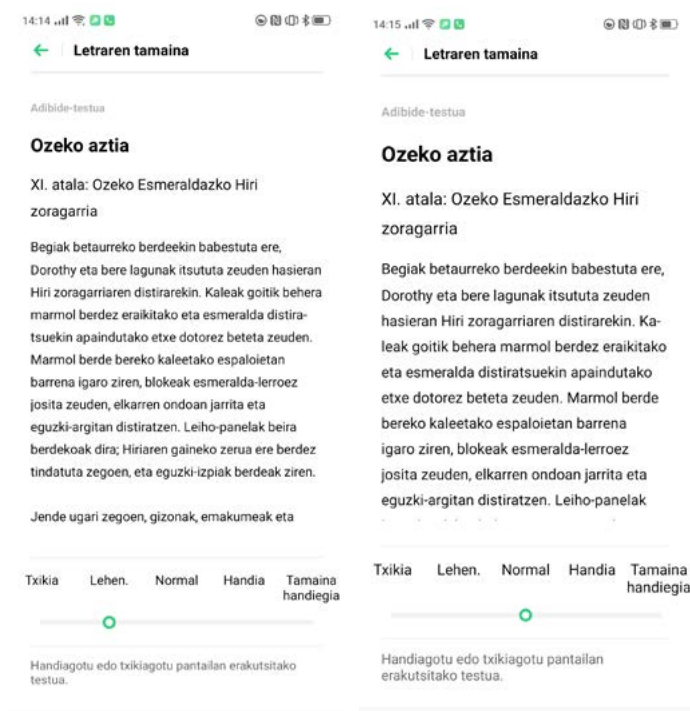 14:14
Letraren tamaina
Adibide-testua
Ozeko aztia
XI. atala: Ozeko Esmeraldazko Hiri
zoragarria
Begiak betaurreko berdeekin babestuta ere,
Dorothy eta bere lagunak itsututa zeuden hasieran
Hiri zoragarriaren distirarekin. Kaleak goitik behera
marmol berdez eraikitako eta esmeralda distira-
tsuekin apaindutako etxe dotorez beteta zeuden.
Marmol berde bereko kaleetako espaloietan
barrena igaro ziren, blokeak esmeralda-lerroez
josita zeuden, elkarren ondoan jarrita eta
eguzki-argitan distiratzen. Leiho-panelak beira
berdekoak dira; Hiriaren gaineko zerua ere berdez
tindatuta zegoen, eta eguzki-izpiak berdeak ziren.
Jende ugari zegoen, gizonak, emakumeak eta
Txikia Lehen. Normal Handia Tamaina
handiegia
Handiagotu edo txikiagotu pantailan erakutsitako
testua.
14:15
Letraren tamaina
Adibide-testua
Ozeko aztia
XI. atala: Ozeko Esmeraldazko Hiri
zoragarria
Begiak betaurreko berdeekin babestuta ere,
Dorothy eta bere lagunak itsututa zeuden
hasieran Hiri zoragarriaren distirarekin. Ka-
leak goitik behera marmol berdez eraikitako
eta esmeralda distiratsuekin apaindutako
etxe dotorez beteta zeuden. Marmol berde
bereko kaleetako espaloietan barrena
igaro ziren, blokeak esmeralda-lerroez
josita zeuden, elkarren ondoan jarrita eta
eguzki-argitan distiratzen. Leiho-panelak
Txikia Lehen. Normal Handia Tamaina
handiegia
Handiagotu edo txikiagotu pantailan
erakutsitako testua.